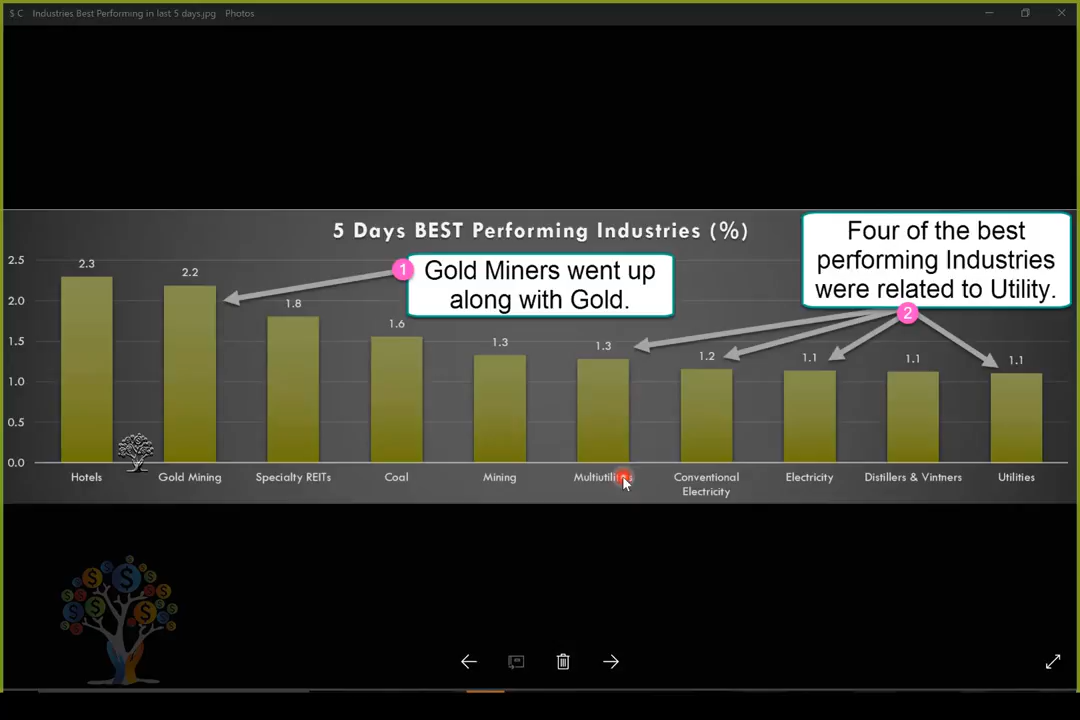 $ C Industries Best Performing in last 5 days.jpg Photos
5 Days BEST Performing Industries (%)
Four of the best
performing Industries
were related to Utility.
1
Gold Miners went up
along with Gold.
2
2.5
2.0
1.5
1.0
0.5
0.0
2.3
2.2
1.8
1.6
1.3
1.3
1.2
1.1
1.1
1.1
Hotels
Gold Mining
Specialty REITs
Coal
Mining
Conventional
Electricity
Electricity
Distillers & Vintners
Utilities